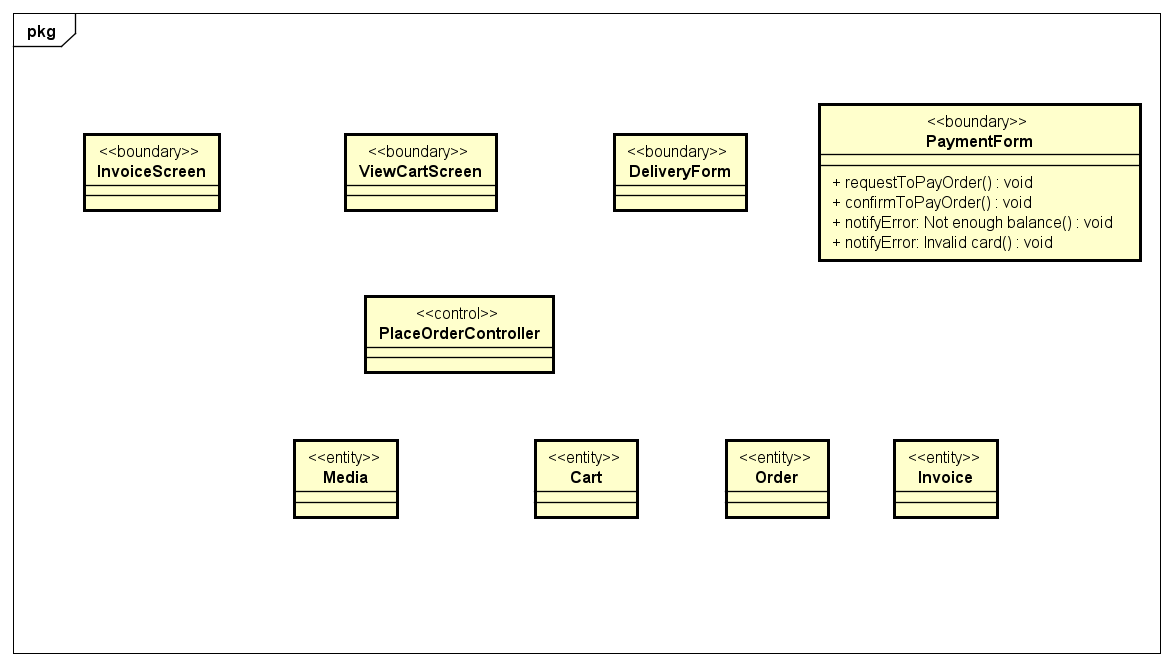 pkg
<<boundary>>
InvoiceScreen
<<boundary>>
ViewCartScreen
<<boundary>>
DeliveryForm
<<boundary>>
PaymentForm
+ requestToPayOrder() : void
+ confirmToPayOrder() : void
+ notifyError: Not enough balance() : void
+ notifyError: Invalid card() : void
<<control>>
PlaceOrderController
<<entity>>
Media
<<entity>>
Cart
<<entity>>
Order
<<entity>>
Invoice